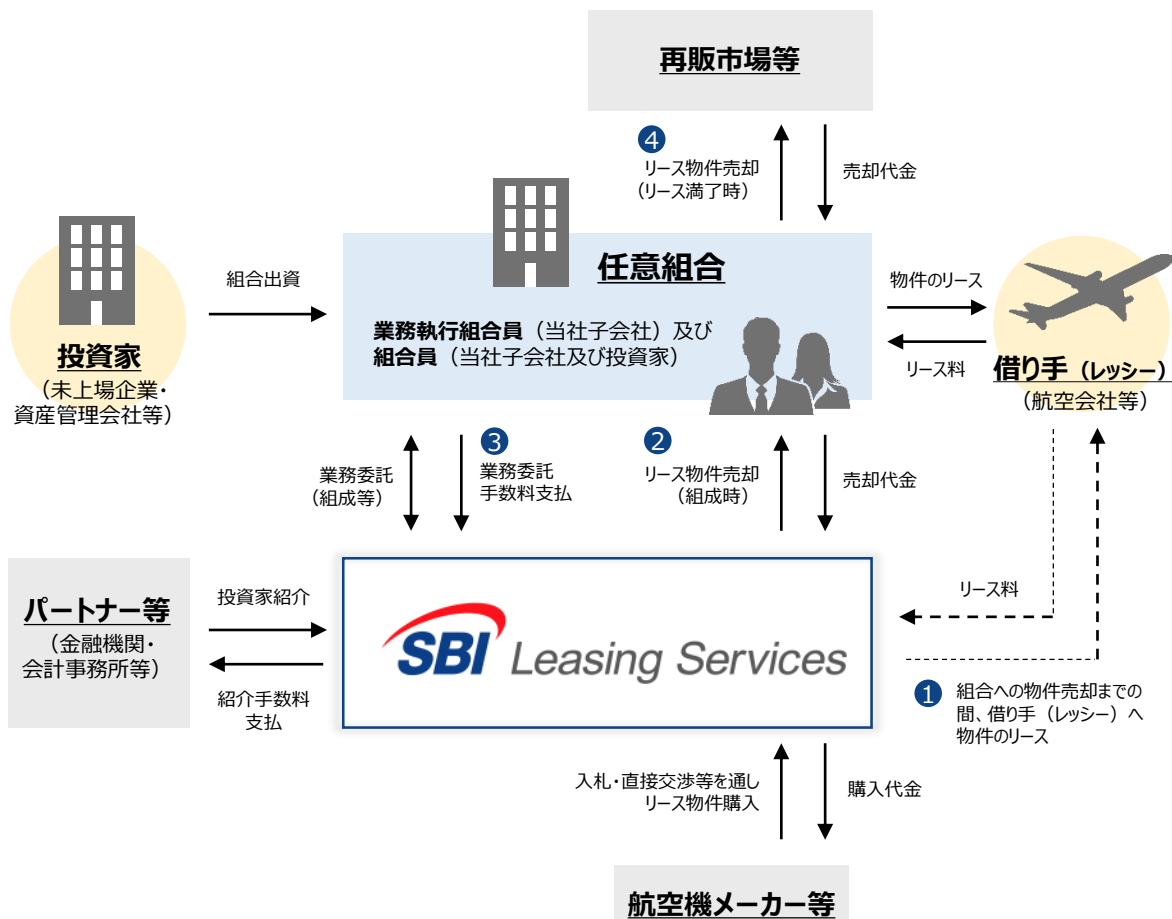 再販市場等
4
リース物件売却
(リース満了時)
売却代金
組合出資
任意組合
業務執行組合員（当社子会社）及び
組合員（当社子会社及び投資家）
物件のリース
リース料
投資家
（未上場企業・
資産管理会社等）
借り手（レッシー）
（航空会社等）
業務委託
（組成等）
3
業務委託
手数料支払
2
リース物件売却
（組成時）
売却代金
パートナー等
（金融機関・
会計事務所等）
投資家紹介
紹介手数料
支払
SBI Leasing Services
リース料
1
組合への物件売却までの
間、借り手（レッシー）へ
物件のリース
入札・直接交渉等を通し
リース物件購入
購入代金
航空機メーカー等